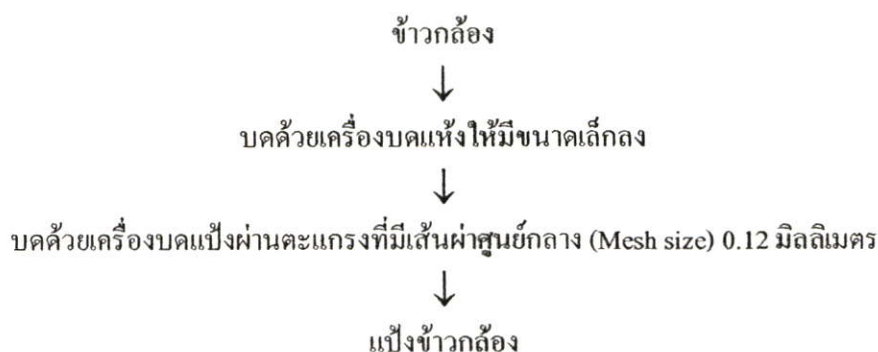 ข้าวกล้อง
↓
บดด้วยเครื่องบดแห้งให้มีขนาดเล็กลง
↓
บดด้วยเครื่องบดแป้งผ่านตะแกรงที่มีเส้นผ่าศูนย์กลาง (Mesh size) 0.12 มิลลิเมตร
↓
แป้งข้าวกล้อง